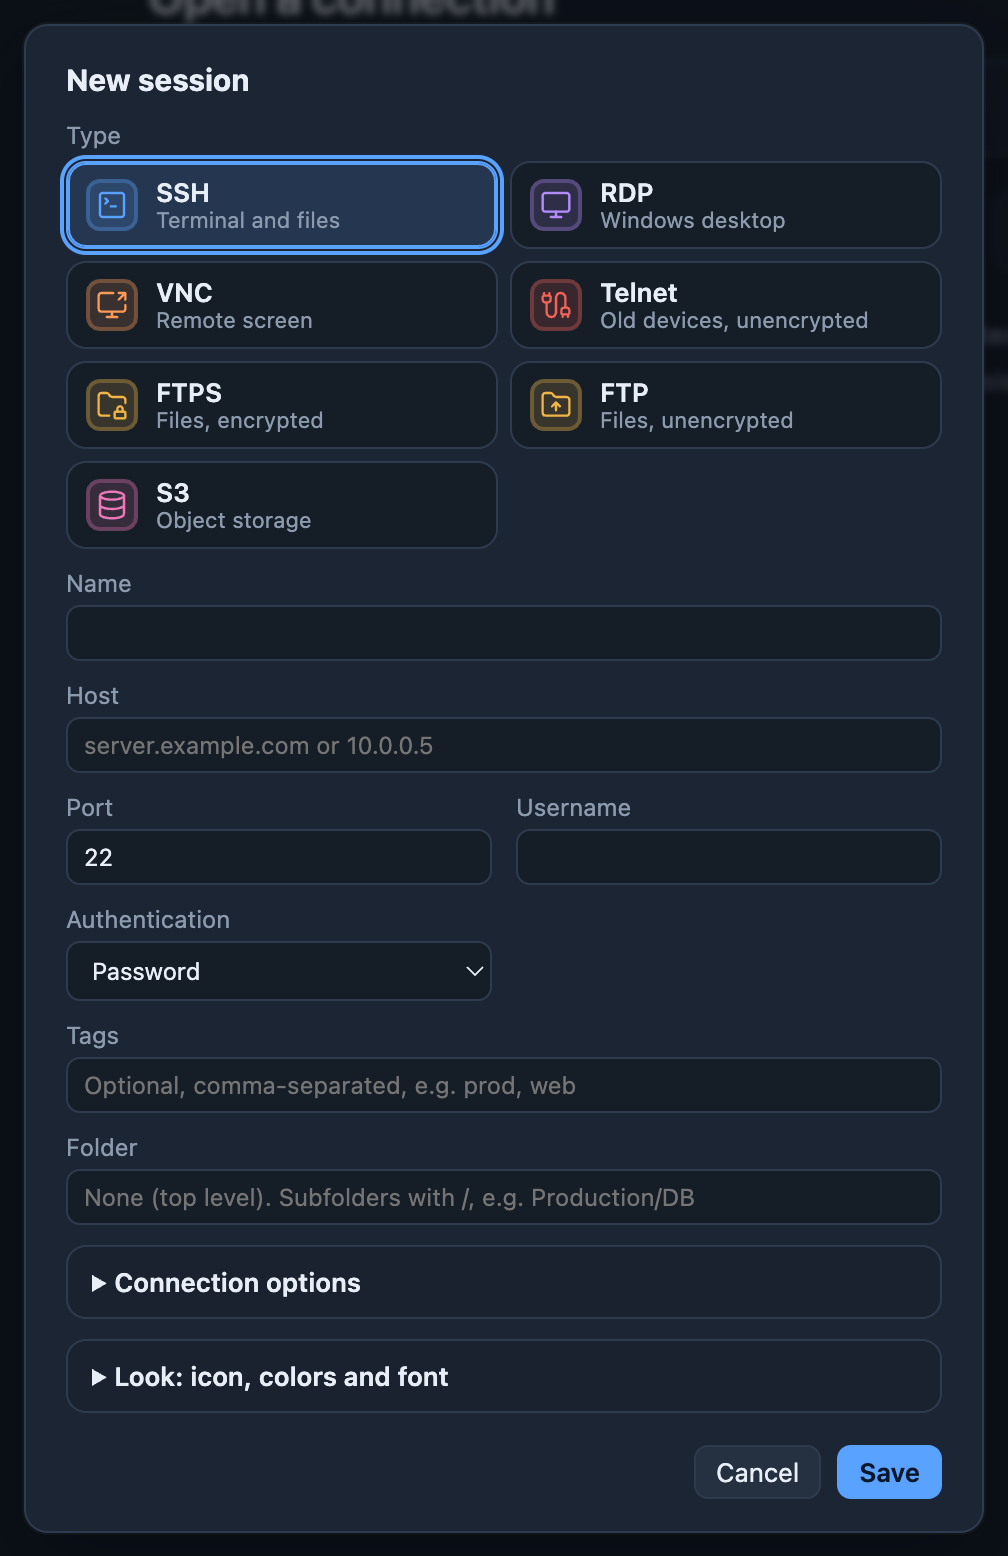 Open a connection
New session
Type
SSH
Terminal and files
RDP
Windows desktop
VNC
Remote screen
Telnet
Old devices, unencrypted
FTPS
Files, encrypted
FTP
Files, unencrypted
S3
Object storage
Name
Host
server.example.com or 10.0.0.5
Port
Username
22
Authentication
Password
Tags
Optional, comma-separated, e.g. prod, web
Folder
None (top level). Subfolders with /, e.g. Production/DB
Connection options
Look: icon, colors and font
Cancel
Save